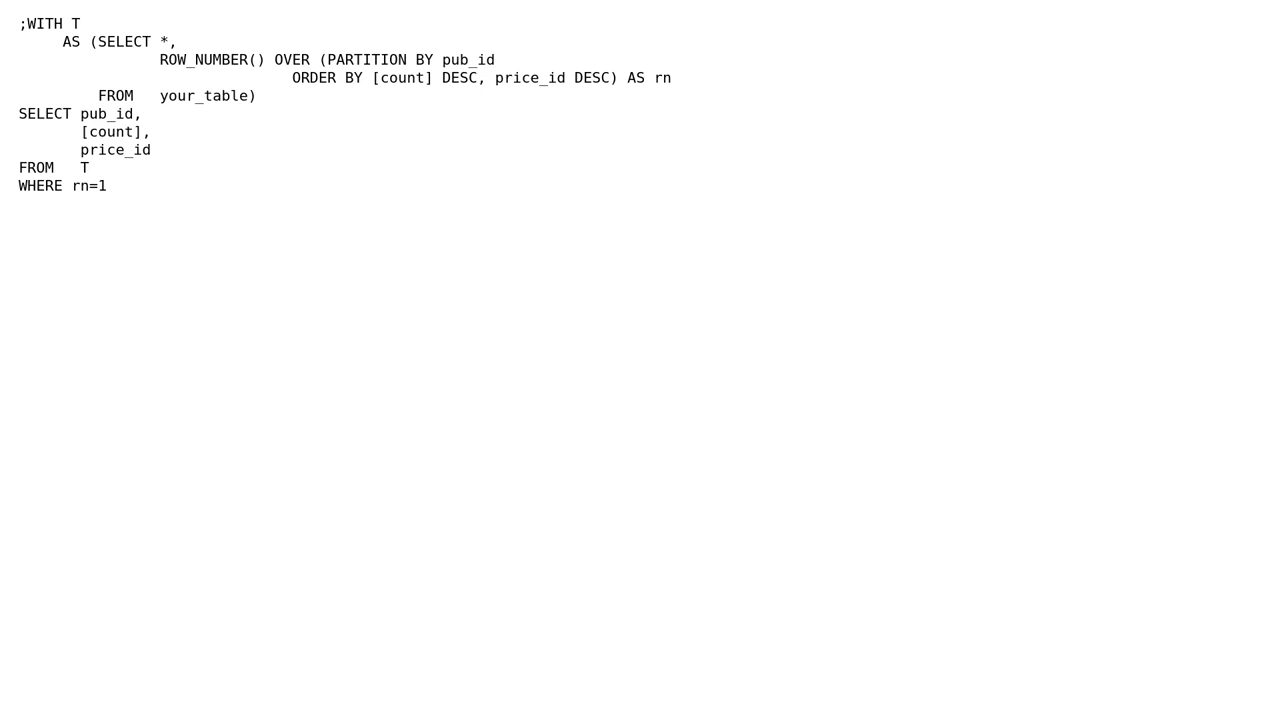 ;WITH T
     AS (SELECT *,
                ROW_NUMBER() OVER (PARTITION BY pub_id
                               ORDER BY [count] DESC, price_id DESC) AS rn
         FROM   your_table)
SELECT pub_id,
       [count],
       price_id
FROM   T
WHERE rn=1